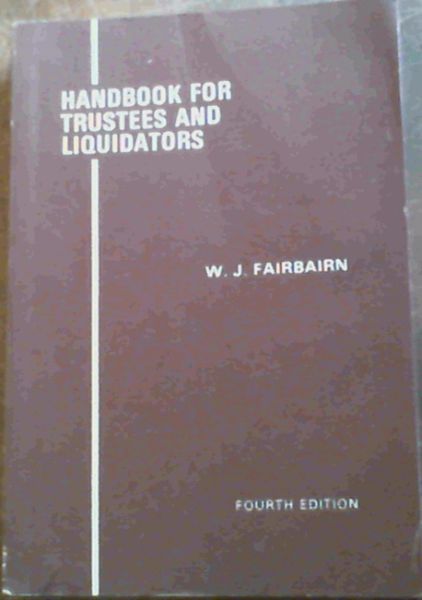 HANDBOOK FOR
TRUSTEES AND
LIQUIDATORS
W. J. FAIRBAIRN
FOURTH EDITION